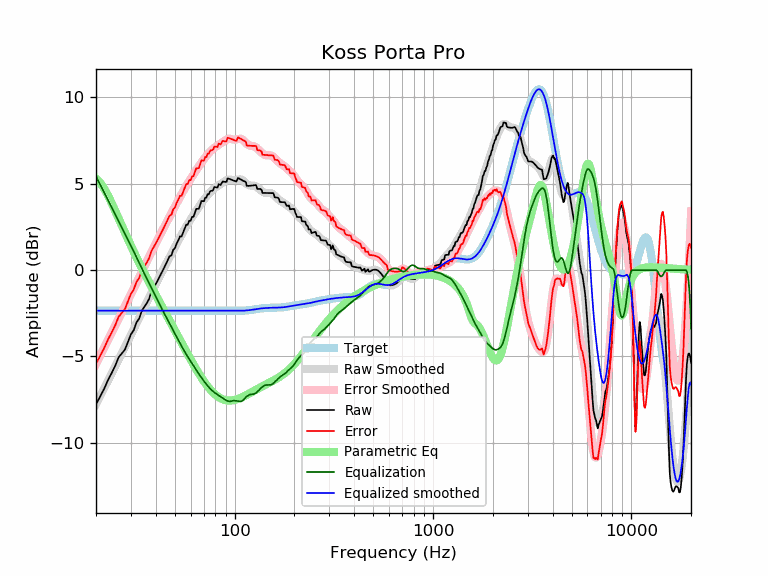 Koss Porta Pro
10
5
0
−5
−10
Amplitude (dBr)
Target
Raw Smoothed
Error Smoothed
Raw
Error
Parametric Eq
Equalization
Equalized smoothed
100 1000 10000
Frequency (Hz)